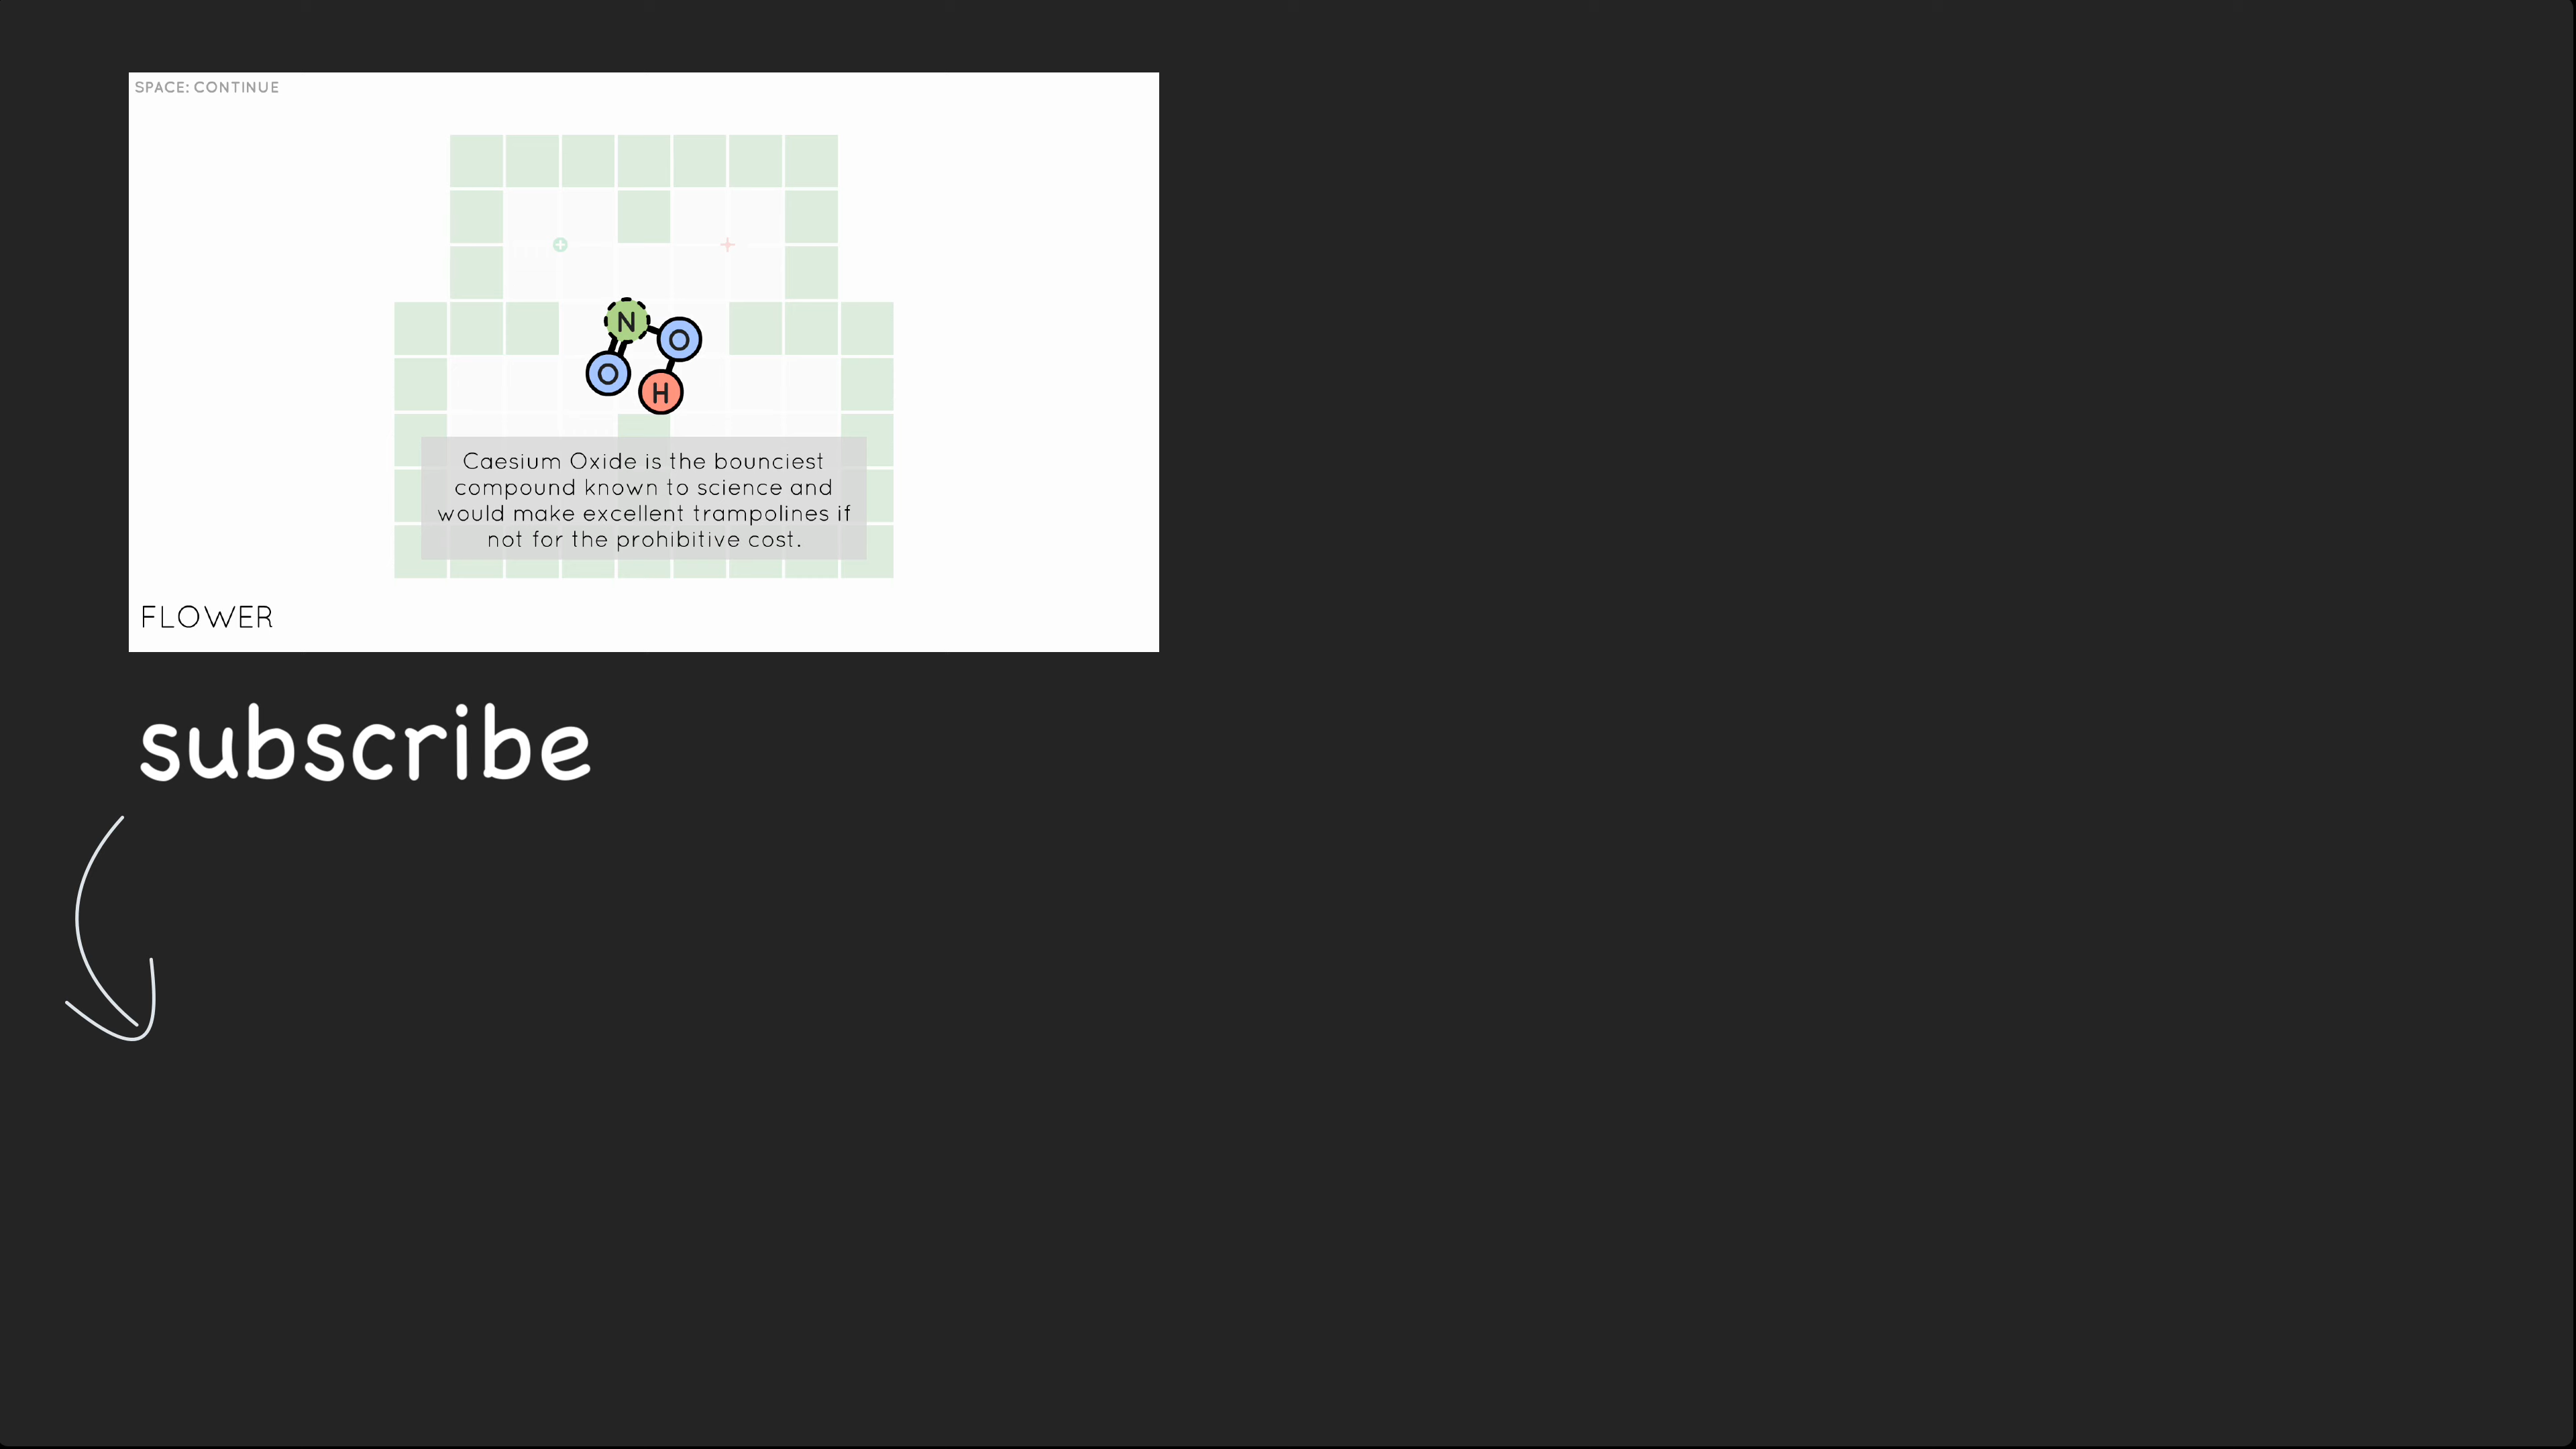 SPACE: CONTINUE
N
O
O
H
Caesium Oxide is the bounciest
compound known to science and
would make excellent trampolines if
not for the prohibitive cost.
FLOWER
subscribe